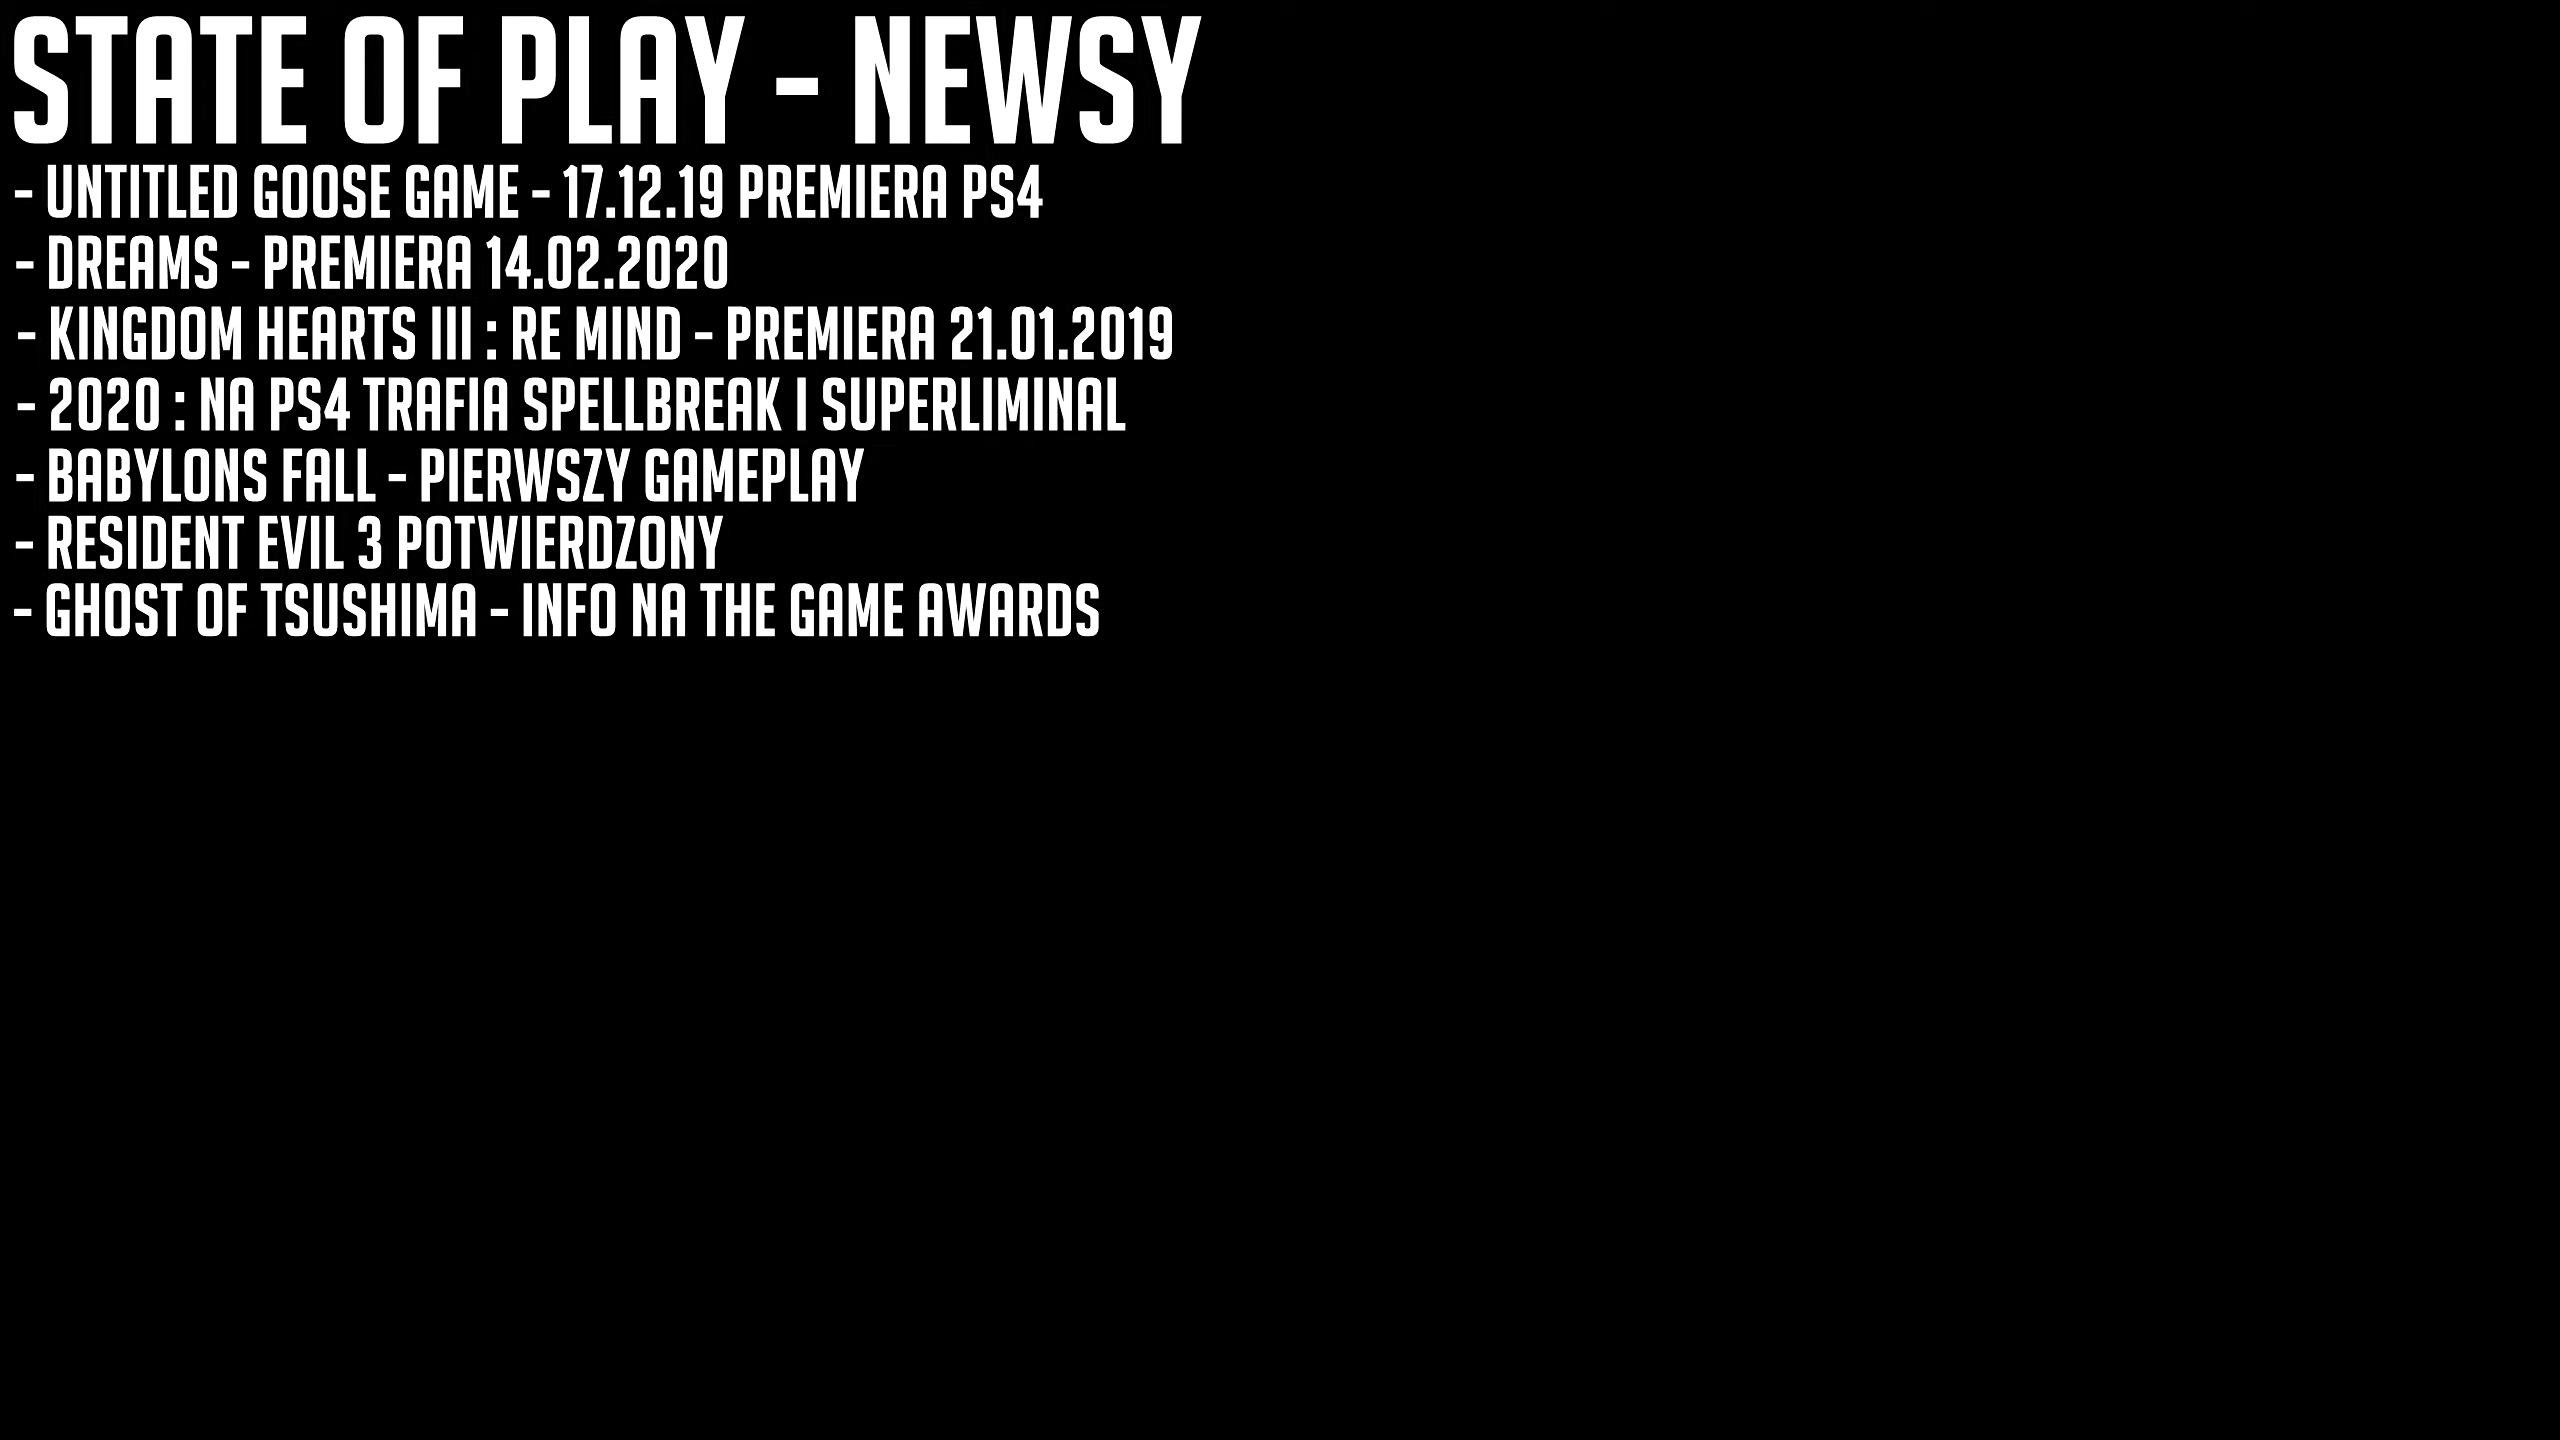 STATE OF PLAY - NEWSY
- UNTITLED GOOSE GAME - 17.12.19 PREMIERA PS4
- DREAMS - PREMIERA 14.02.2020
- KINGDOM HEARTS III : RE MIND - PREMIERA 21.01.2019
- 2020 : NA PS4 TRAFIA SPELLBREAK I SUPERLIMINAL
- BABYLONS FALL - PIERWSZY GAMEPLAY
- RESIDENT EVIL 3 POTWIERDZONY
- GHOST OF TSUSHIMA - INFO NA THE GAME AWARDS